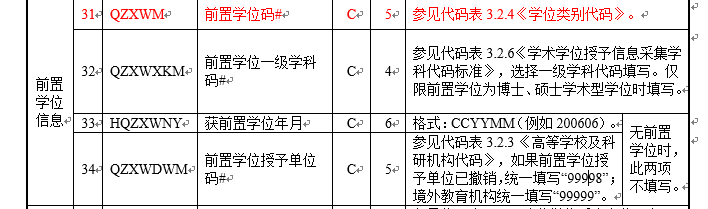 31 QZXWM 前置学位码# C 5 参见代码表 3.2.4《学位类别代码》。
前置
学位
信息
32 QZXWXKM 前置学位一级学科
码# C 4 参见代码表 3.2.6《学术学位授予信息采集学
科代码标准》，选择一级学科代码填写。仅
限前置学位为博士、硕士学术型学位时填写。
33 HQZXWNY 获前置学位年月 C 6 格式：CCYYMM（例如 200606）。
34 QZXWDWM 前置学位授予单位
码# C 5 参见代码表 3.2.3《高等学校及科
研机构代码》，如果前置学位授
予单位已撤销，统一填写“99998”；
境外教育机构统一填写“99999”。
无前置
学位时，
此两项
不填写。